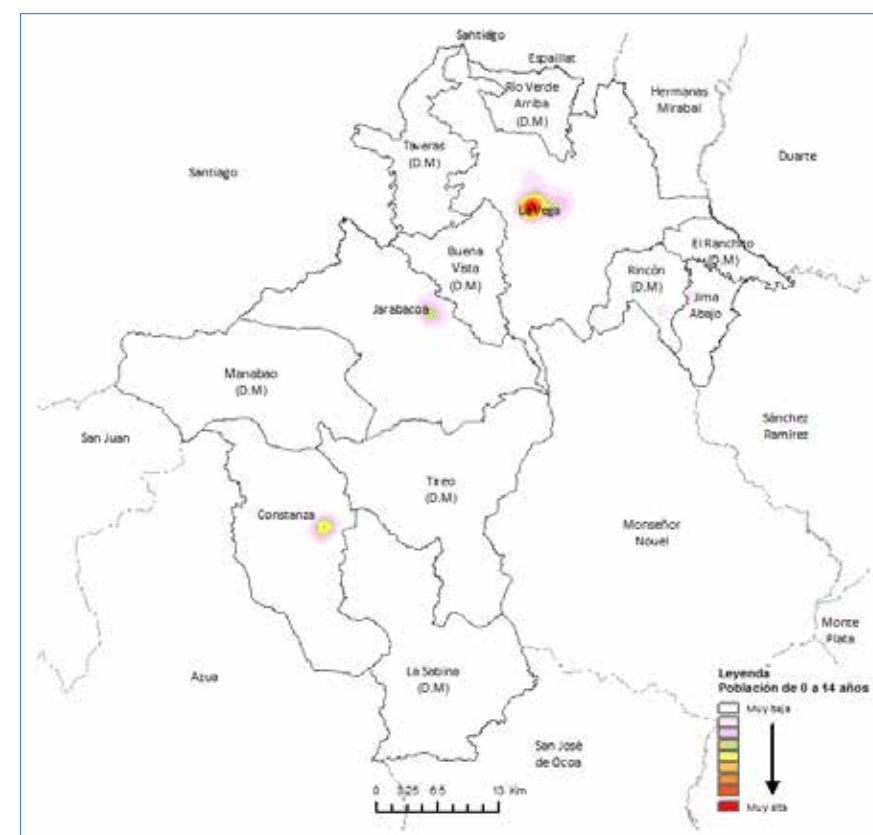 Santiago
Espaillat
Río Verde
Arriba
(D.M)
Hermanas
Mirabal
Taveras
(D.M)
Duarte
Santiago
La Vega
El Ranchito
(D.M)
Buena
Vista
(D.M)
Rincón
(D.M)
Jima
Abajo
Jarabacoa
Manabao
(D.M)
Sánchez
Ramírez
San Juan
Tireo
(D.M)
Constanza
Monseñor
Nouel
Monte
Plata
La Sabina
(D.M)
Azua
Leyenda
Población de 0 a 14 años
Muy baja
Muy alta
San José
de Ocoa
0 3.25 6.5 13 Km